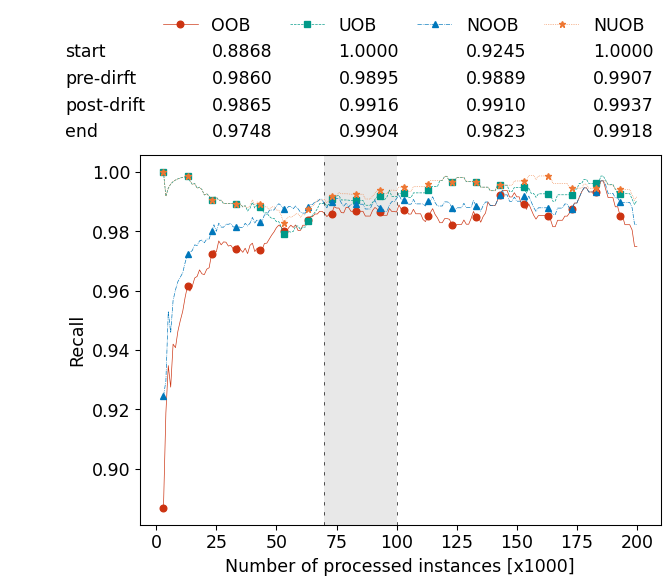 OOB UOB NOOB NUOB
start 0.8868 1.0000 0.9245 1.0000
pre-dirft 0.9860 0.9895 0.9889 0.9907
post-drift 0.9865 0.9916 0.9910 0.9937
end 0.9748 0.9904 0.9823 0.9918
1.00
0.98
0.96
0.94
0.92
0.90
Recall
0 25 50 75 100 125 150 175 200
Number of processed instances [x1000]